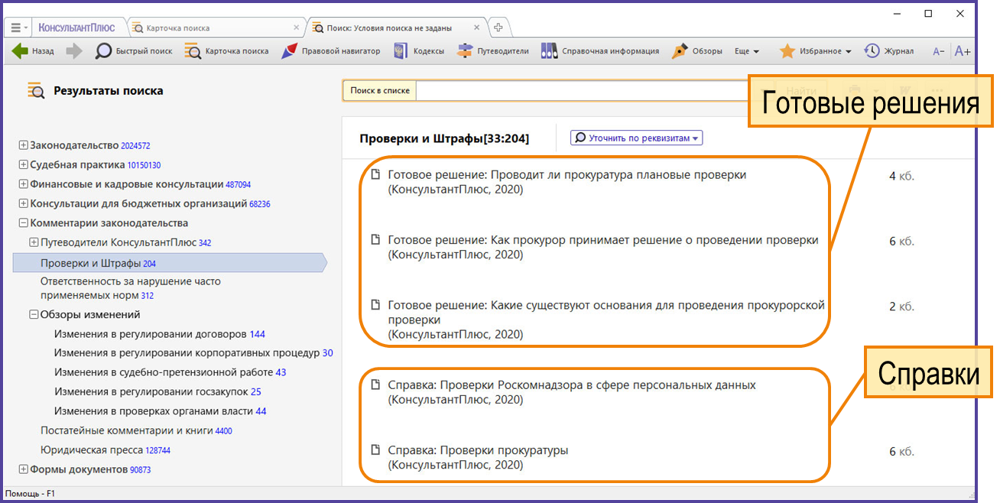 КонсультантПлюс
Карточка поиска
Поиск: Условия поиска не заданы
Назад
Быстрый поиск
Карточка поиска
Правовой навигатор
Кодексы
Путеводители
Справочная информация
Обзоры
Еще
Избранное
Журнал
А−
А+
Результаты поиска
Поиск в списке
Найти
Готовые решения
Законодательство 2024572
Судебная практика 10150130
Финансовые и кадровые консультации 487094
Консультации для бюджетных организаций 68236
Комментарии законодательства
Путеводители КонсультантПлюс 342
Проверки и Штрафы 204
Ответственность за нарушение часто
применяемых норм 312
Обзоры изменений
Изменения в регулировании договоров 144
Изменения в регулировании корпоративных процедур 30
Изменения в судебно-претензионной работе 43
Изменения в регулировании госзакупок 25
Изменения в проверках органами власти 44
Постатейные комментарии и книги 4400
Юридическая пресса 128744
Формы документов 90873
Проверки и Штрафы[33:204]
Уточнить по реквизитам
Готовое решение: Проводит ли прокуратура плановые проверки
(КонсультантПлюс, 2020)
4 кб.
Готовое решение: Как прокурор принимает решение о проведении проверки
(КонсультантПлюс, 2020)
6 кб.
Готовое решение: Какие существуют основания для проведения прокурорской
проверки
(КонсультантПлюс, 2020)
2 кб.
Справка: Проверки Роскомнадзора в сфере персональных данных
(КонсультантПлюс, 2020)
Справки
Справка: Проверки прокуратуры
(КонсультантПлюс, 2020)
6 кб.
Помощь - F1